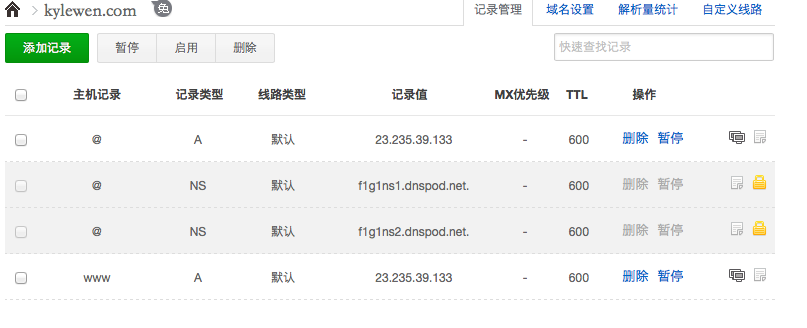 kylewen.com 免 记录管理 域名设置 解析量统计 自定义线路
添加记录 暂停 启用 删除 快速查找记录
主机记录 记录类型 线路类型 记录值 MX优先级 TTL 操作
@ A 默认 23.235.39.133 - 600 删除 暂停
@ NS 默认 f1g1ns1.dnspod.net. - 600 删除 暂停
@ NS 默认 f1g1ns2.dnspod.net. - 600 删除 暂停
www A 默认 23.235.39.133 - 600 删除 暂停